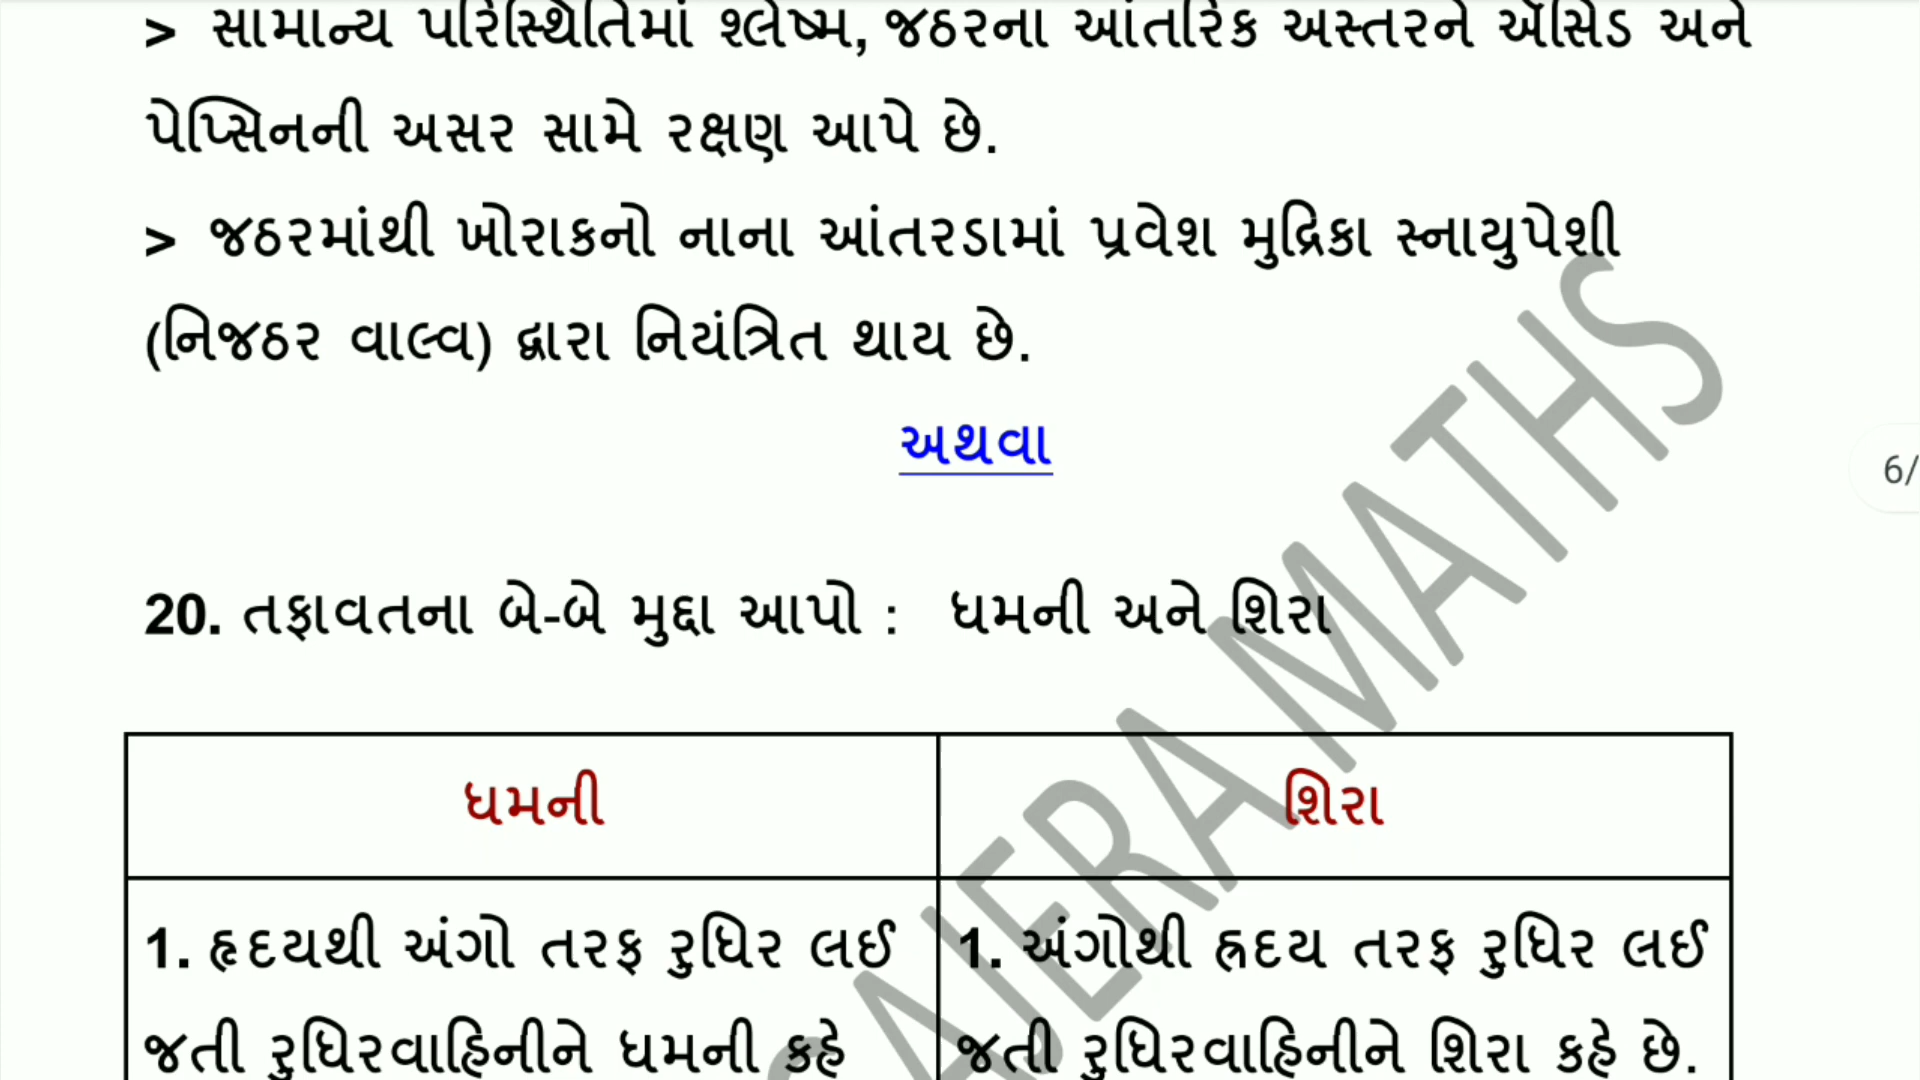 > સામાન્ય પરિસ્થિતિમાં શ્લેષ્મ, જઠરના આંતરિક અસ્તરને ઍસિડ અને
પેપ્સિનની અસર સામે રક્ષણ આપે છે.
> જઠરમાંથી ખોરાકનો નાના આંતરડામાં પ્રવેશ મુદ્રિકા સ્નાયુપેશી
(નિજઠર વાલ્વ) દ્વારા નિયંત્રિત થાય છે.
અથવા
6/
20. તફાવતના બે-બે મુદ્દા આપો : ધમની અને શિરા
ધમની
શિરા
1. હૃદયથી અંગો તરફ રુધિર લઈ
જતી રુધિરવાહિનીને ધમની કહે
1. અંગોથી હ્રદય તરફ રુધિર લઈ
જતી રુધિરવાહિનીને શિરા કહે છે.
MATHS